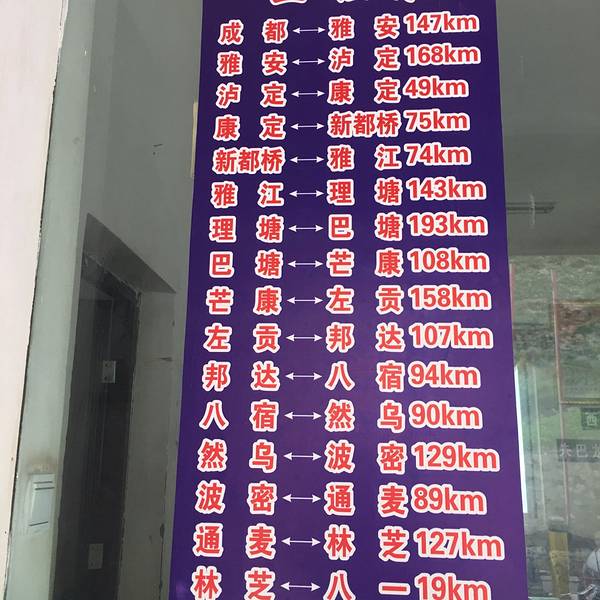 成都↔雅安147km
雅安↔泸定168km
泸定↔康定49km
康定↔新都桥75km
新都桥↔雅江74km
雅江↔理塘143km
理塘↔巴塘193km
巴塘↔芒康108km
芒康↔左贡158km
左贡↔邦达107km
邦达↔八宿94km
八宿↔然乌90km
然乌↔波密129km
波密↔通麦89km
通麦↔林芝127km
林芝↔八一19km
西